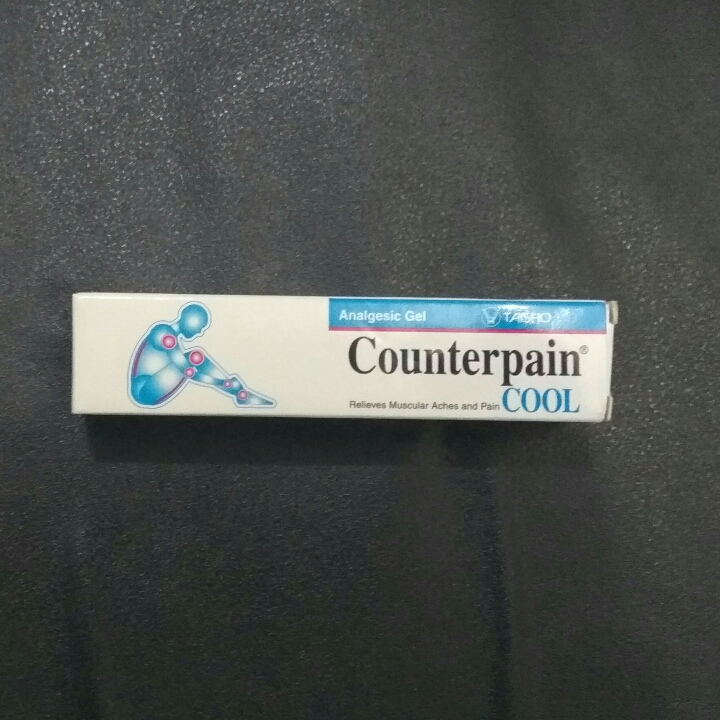 Analgesic Gel
TAISHO
Counterpain®
Relieves Muscular Aches and Pain COOL